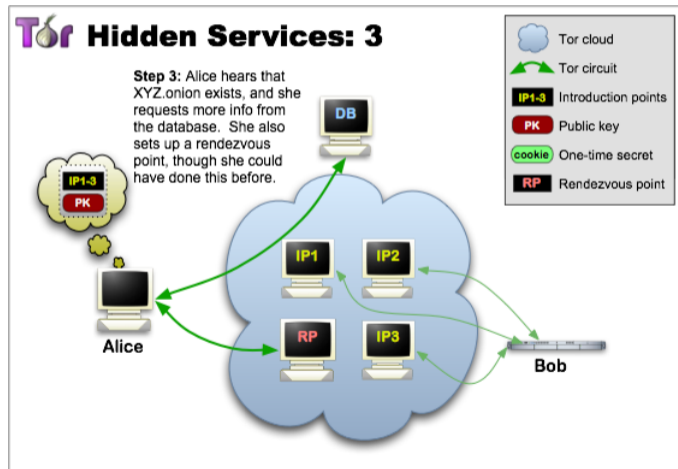 Tor Hidden Services: 3
Step 3: Alice hears that
XYZ.onion exists, and she
requests more info from
the database. She also
sets up a rendezvous
point, though she could
have done this before.
DB
Tor cloud
Tor circuit
IP1-3 Introduction points
PK Public key
cookie One-time secret
RP Rendezvous point
IP1-3
PK
IP1
IP2
Alice
RP
IP3
Bob